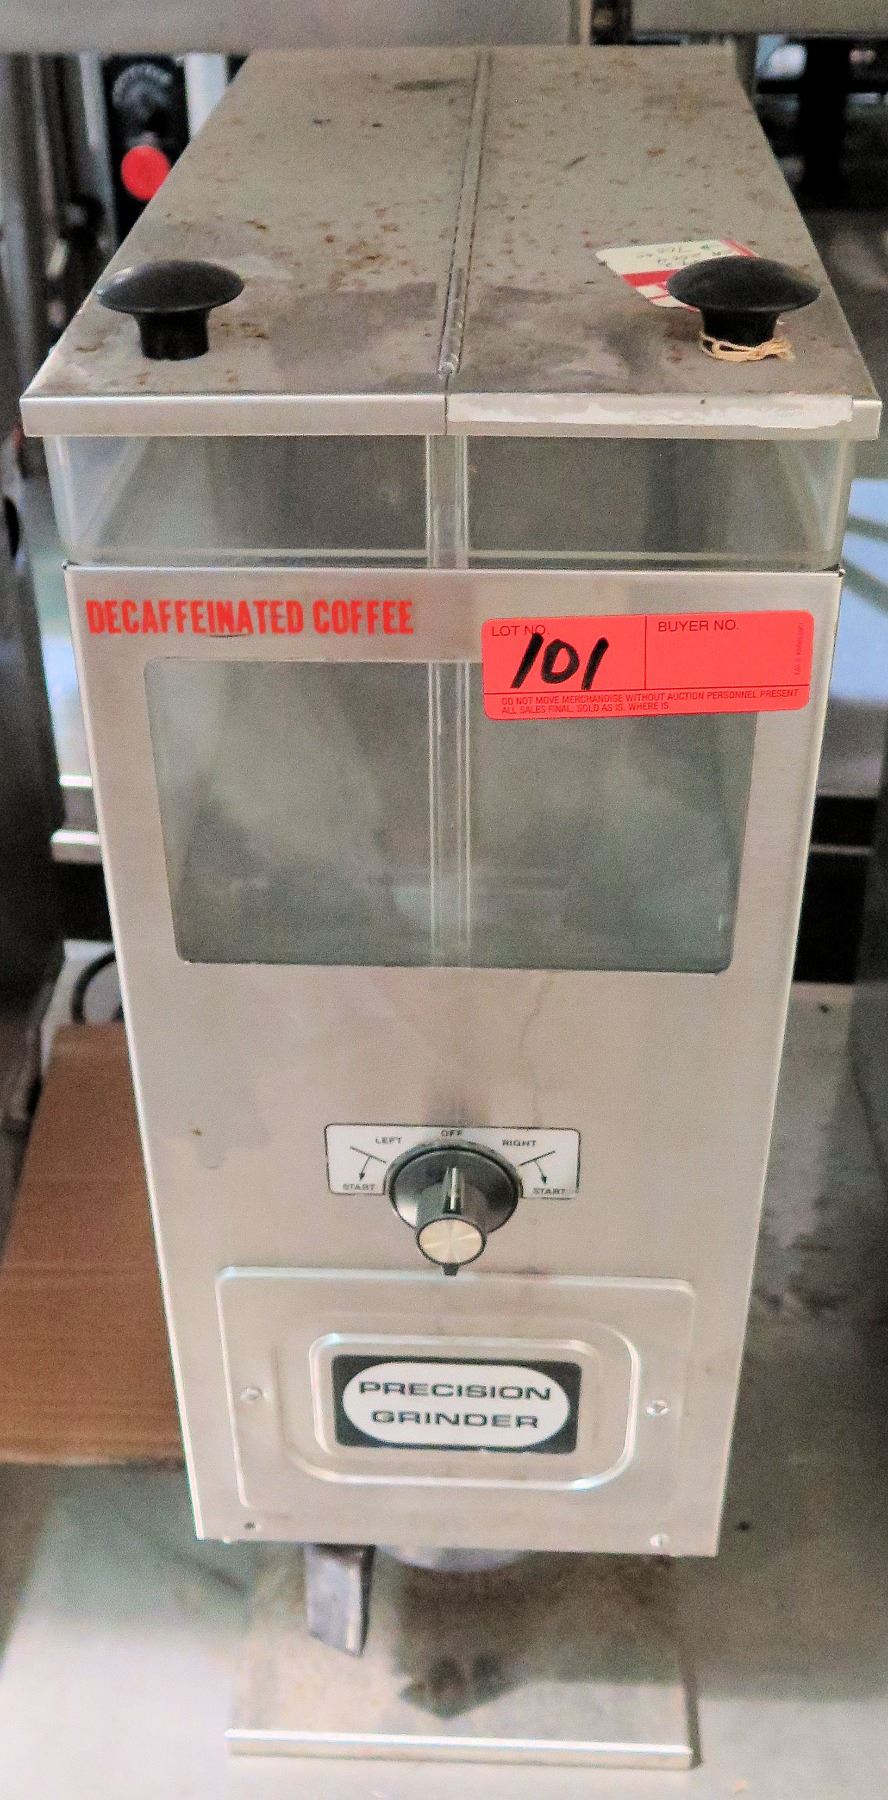 DECAFFEINATED COFFEE
LOT NO.
101
BUYER NO.
DO NOT MOVE MERCHANDISE WITHOUT AUCTION PERSONNEL PRESENT
ALL SALES FINAL, SOLD AS IS, WHERE IS
LEFT OFF RIGHT
START START
PRECISION
GRINDER